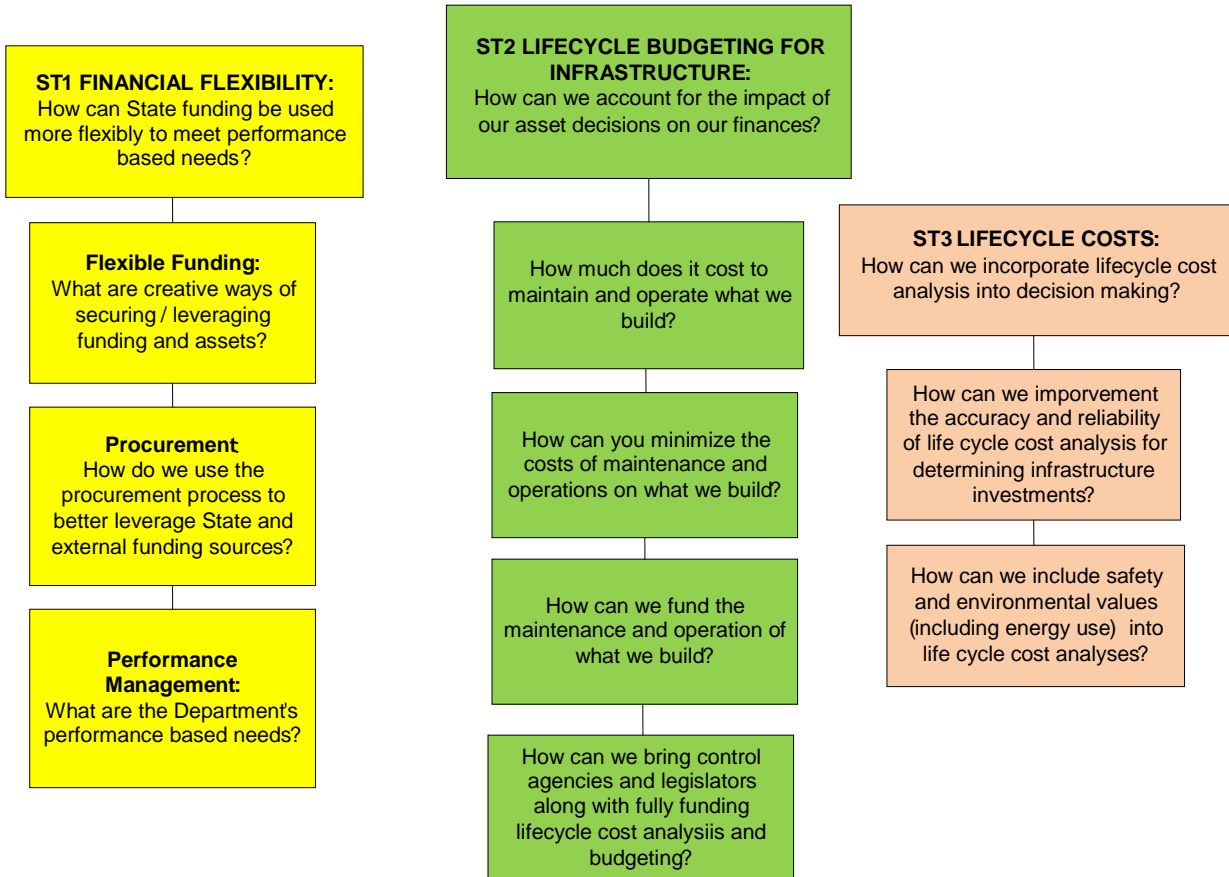 ST1 FINANCIAL FLEXIBILITY:
How can State funding be used
more flexibly to meet performance
based needs?
Flexible Funding:
What are creative ways of
securing / leveraging
funding and assets?
Procurement:
How do we use the
procurement process to
better leverage State and
external funding sources?
Performance
Management:
What are the Department's
performance based needs?
ST2 LIFECYCLE BUDGETING FOR
INFRASTRUCTURE:
How can we account for the impact of
our asset decisions on our finances?
How much does it cost to
maintain and operate what we
build?
How can you minimize the
costs of maintenance and
operations on what we build?
How can we fund the
maintenance and operation of
what we build?
How can we bring control
agencies and legislators
along with fully funding
lifecycle cost analysiis and
budgeting?
ST3 LIFECYCLE COSTS:
How can we incorporate lifecycle cost
analysis into decision making?
How can we imporvement
the accuracy and reliability
of life cycle cost analysis for
determining infrastructure
investments?
How can we include safety
and environmental values
(including energy use) into
life cycle cost analyses?